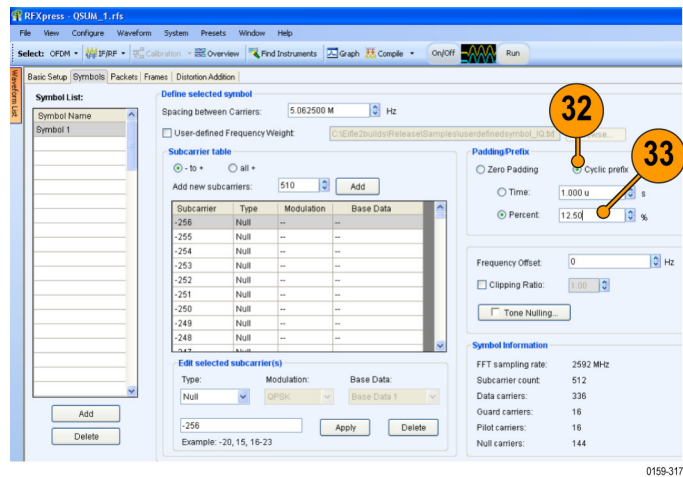 RFXpress - QSUM_1.rfs
File View Configure Waveform System Presets Window Help
Select: OFDM IF/RF Calibration Overview Find Instruments Graph Compile On/Off Run
Waveform List
Basic Setup Symbols Packets Frames Distortion Addition
Symbol List:
Symbol Name
Symbol 1
Add
Delete
Define selected symbol
Spacing between Carriers: 5.062500 M Hz
User-defined Frequency Weight: C:\Eifle2builds\Release\Samples\userdefinedsymbol_IQ.txt
Subcarrier table
- to + all +
Add new subcarriers: 510 Add
Subcarrier Type Modulation Base Data
-256 Null -- --
-255 Null -- --
-254 Null -- --
-253 Null -- --
-252 Null -- --
-251 Null -- --
-250 Null -- --
-249 Null -- --
-248 Null -- --
Edit selected subcarrier(s)
Type: Modulation: Base Data:
Null QPSK Base Data 1
-256 Apply Delete
Example: -20, 15, 16-23
32
33
Padding/Prefix
Zero Padding Cyclic prefix
Time: 1.000 u s
Percent: 12.50 %
Frequency Offset: 0 Hz
Clipping Ratio: 1.00
Tone Nulling...
Symbol Information
FFT sampling rate: 2592 MHz
Subcarrier count: 512
Data carriers: 336
Guard carriers: 16
Pilot carriers: 16
Null carriers: 144
0159-317